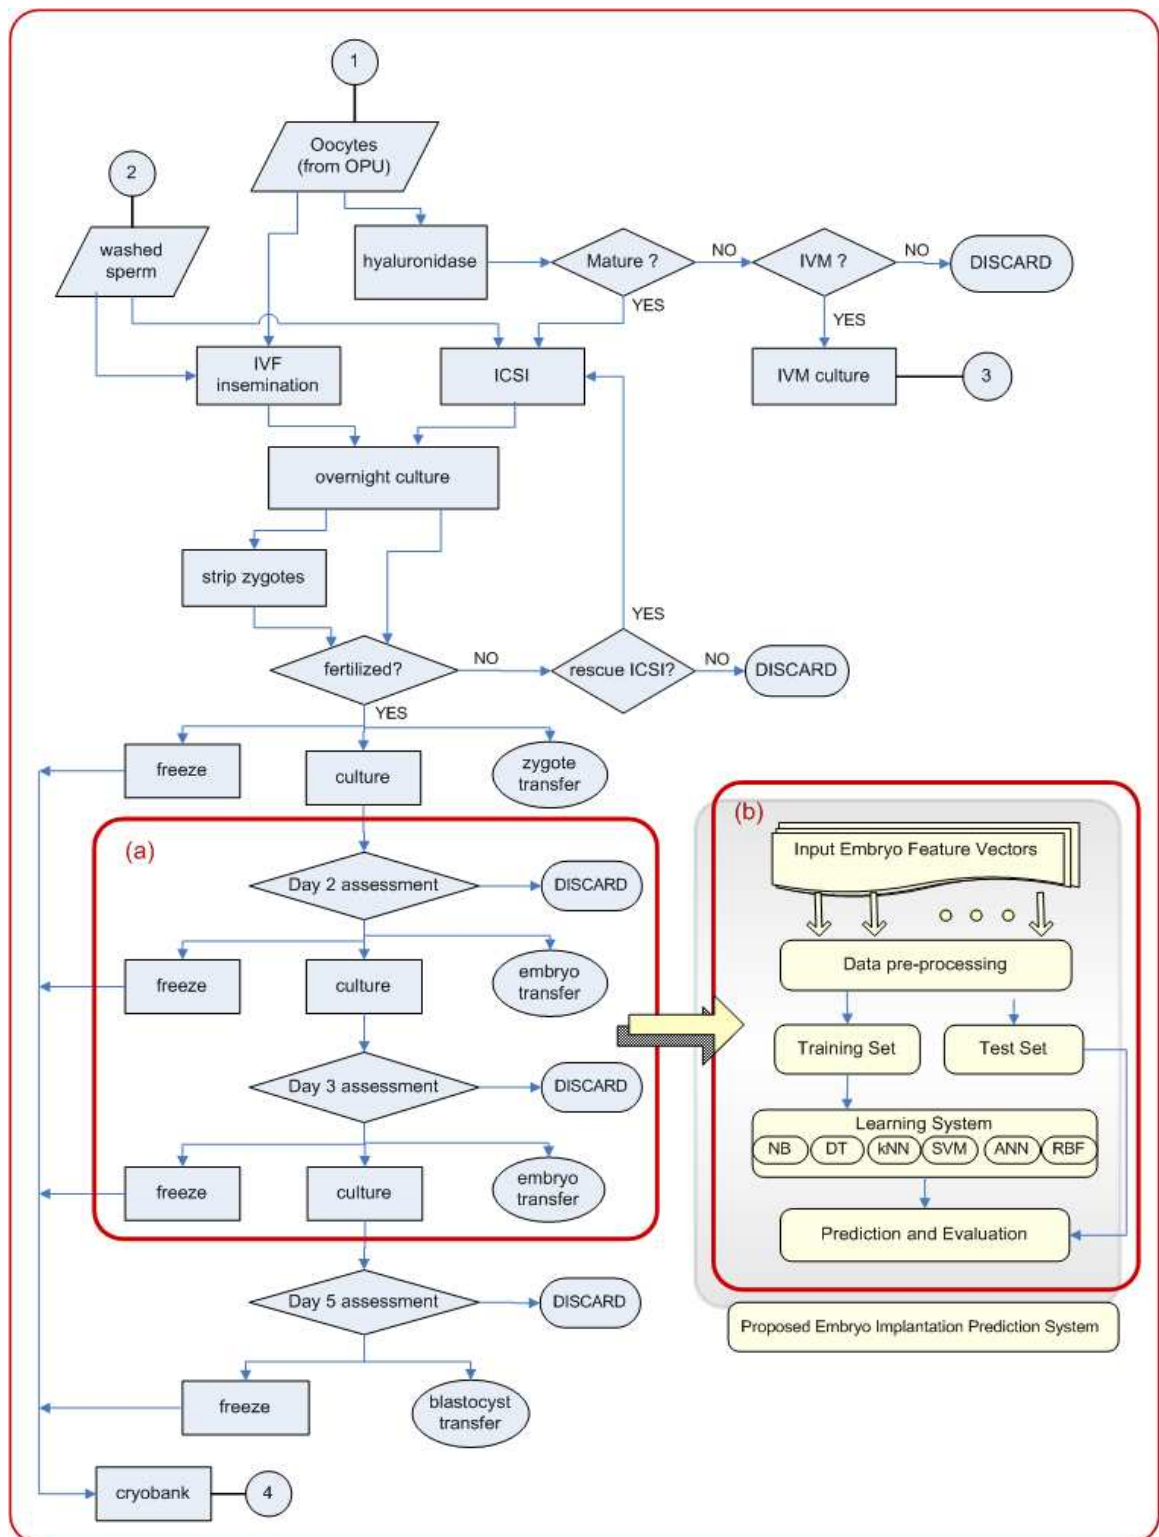 1
Oocytes
(from OPU)
2
washed
sperm
hyaluronidase
Mature ?
NO
IVM ?
NO
DISCARD
YES
YES
IVF
insemination
ICSI
IVM culture
3
overnight culture
strip zygotes
YES
fertilized?
NO
rescue ICSI?
NO
DISCARD
YES
freeze
culture
zygote
transfer
(a)
Day 2 assessment
DISCARD
freeze
culture
embryo
transfer
Day 3 assessment
DISCARD
freeze
culture
embryo
transfer
Day 5 assessment
DISCARD
freeze
blastocyst
transfer
cryobank
4
(b)
Input Embryo Feature Vectors
Data pre-processing
Training Set
Test Set
Learning System
NB
DT
kNN
SVM
ANN
RBF
Prediction and Evaluation
Proposed Embryo Implantation Prediction System